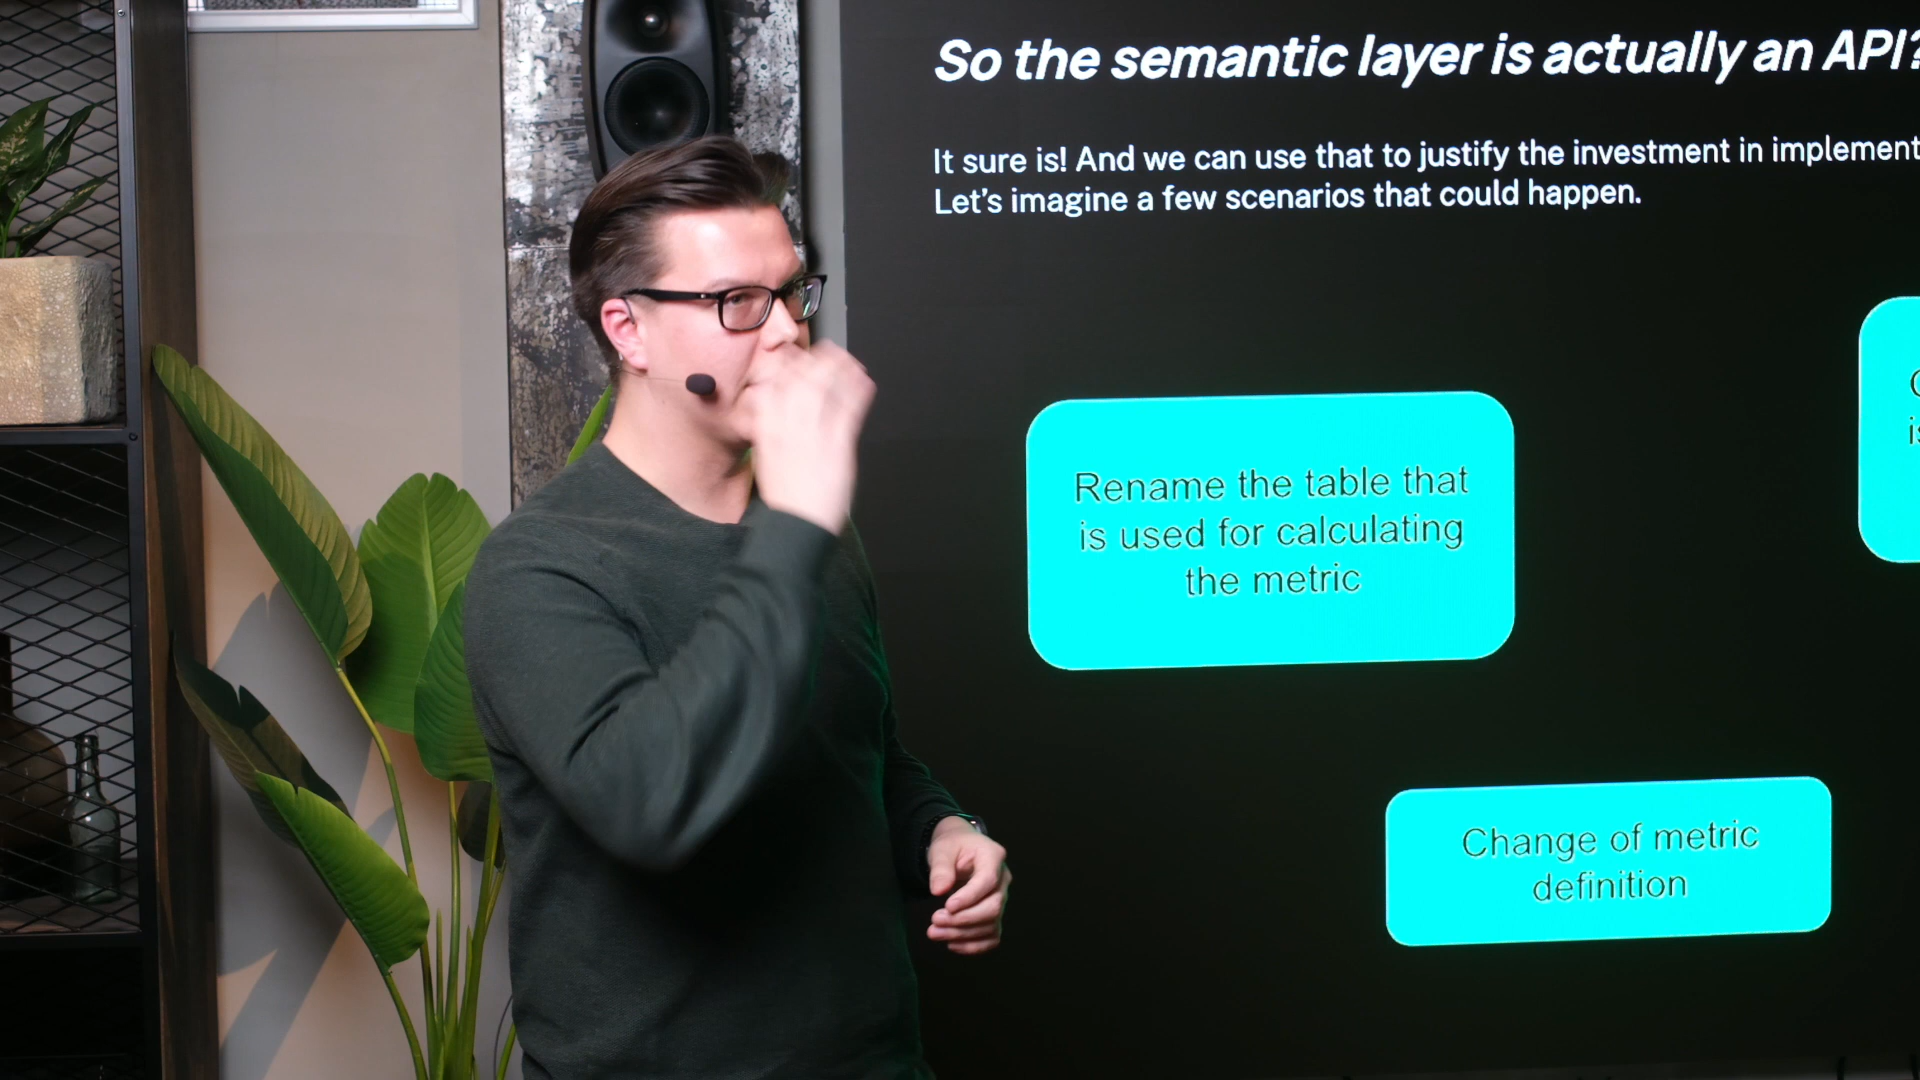 So the semantic layer is actually an API?
It sure is! And we can use that to justify the investment in implement
Let's imagine a few scenarios that could happen.
Rename the table that
is used for calculating
the metric
Change of metric
definition